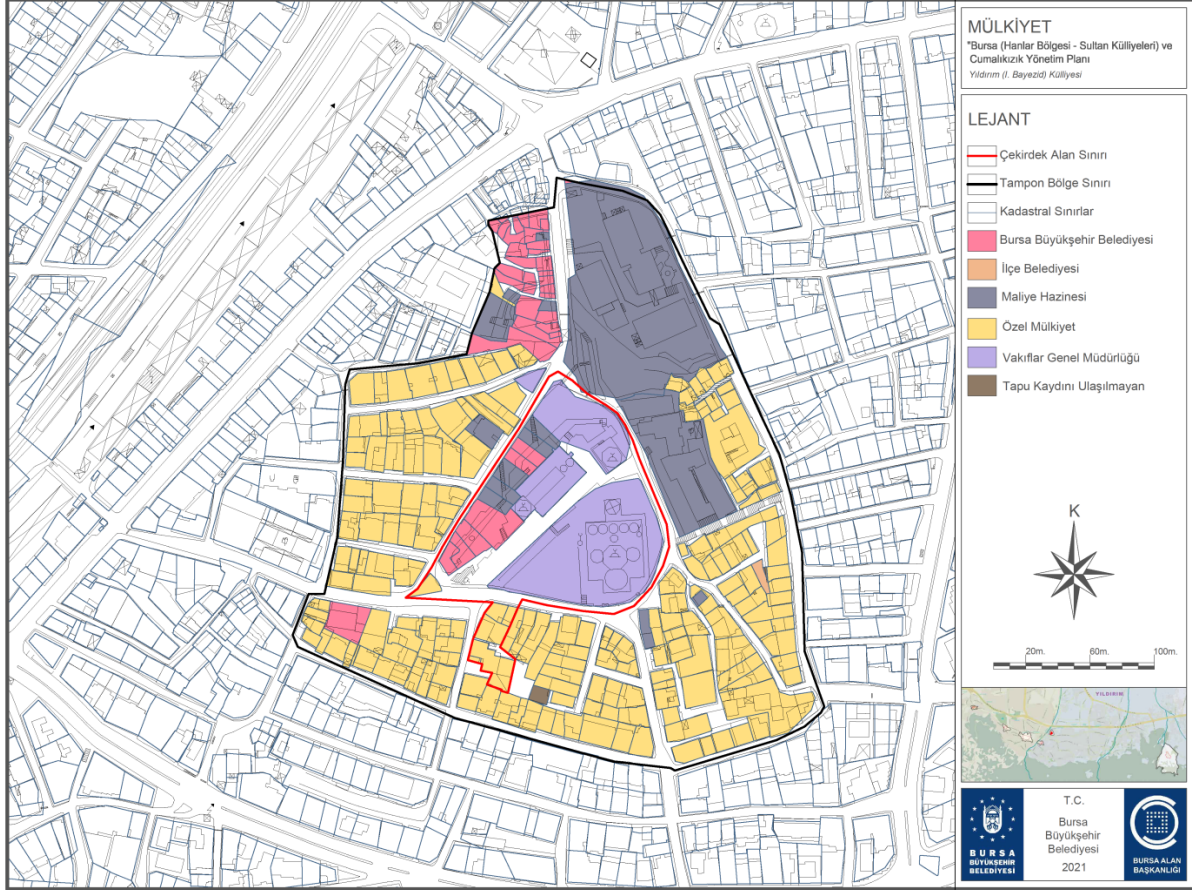 MÜLKİYET
"Bursa (Hanlar Bölgesi - Sultan Külliyeleri) ve
Cumalıkızık Yönetim Planı
Yıldırım (I. Bayezid) Külliyesi
LEJANT
Çekirdek Alan Sınırı
Tampon Bölge Sınırı
Kadastral Sınırlar
Bursa Büyükşehir Belediyesi
İlçe Belediyesi
Maliye Hazinesi
Özel Mülkiyet
Vakıflar Genel Müdürlüğü
Tapu Kaydını Ulaşılmayan
K
20m. 60m. 100m.
YILDIRIM
BURSA
BÜYÜKŞEHİR
BELEDİYESİ
T.C.
Bursa
Büyükşehir
Belediyesi
2021
BURSA ALAN
BAŞKANLIĞI